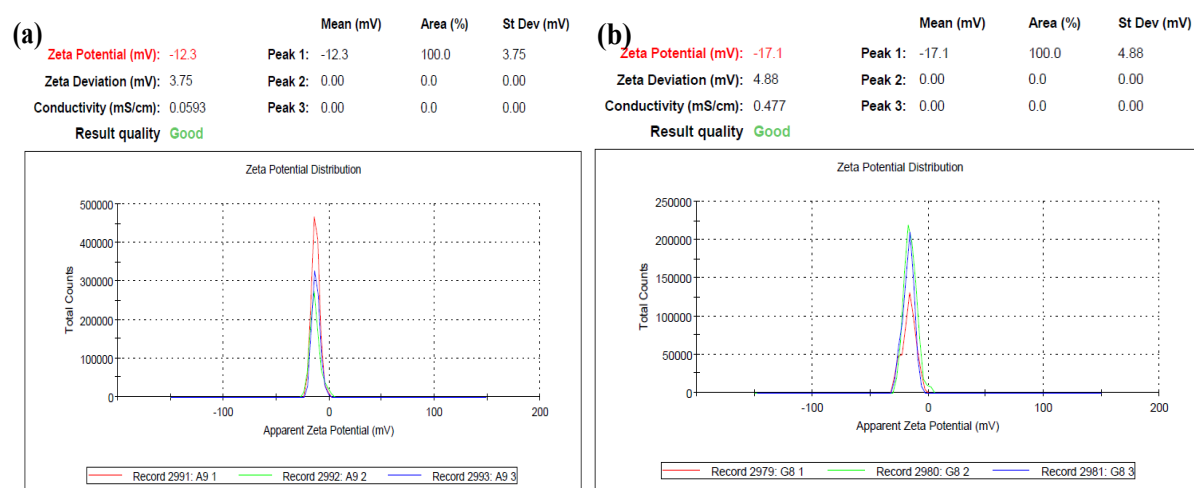 (a)
Mean (mV) Area (%) St Dev (mV)
Zeta Potential (mV): -12.3 Peak 1: -12.3 100.0 3.75
Zeta Deviation (mV): 3.75 Peak 2: 0.00 0.0 0.00
Conductivity (mS/cm): 0.0593 Peak 3: 0.00 0.0 0.00
Result quality Good
Zeta Potential Distribution
500000
400000
300000
200000
100000
0
Total Counts
-100 0 100 200
Apparent Zeta Potential (mV)
Record 2991: A9 1 Record 2992: A9 2 Record 2993: A9 3
(b)
Mean (mV) Area (%) St Dev (mV)
Zeta Potential (mV): -17.1 Peak 1: -17.1 100.0 4.88
Zeta Deviation (mV): 4.88 Peak 2: 0.00 0.0 0.00
Conductivity (mS/cm): 0.477 Peak 3: 0.00 0.0 0.00
Result quality Good
Zeta Potential Distribution
250000
200000
150000
100000
50000
0
Total Counts
-100 0 100 200
Apparent Zeta Potential (mV)
Record 2979: G8 1 Record 2980: G8 2 Record 2981: G8 3